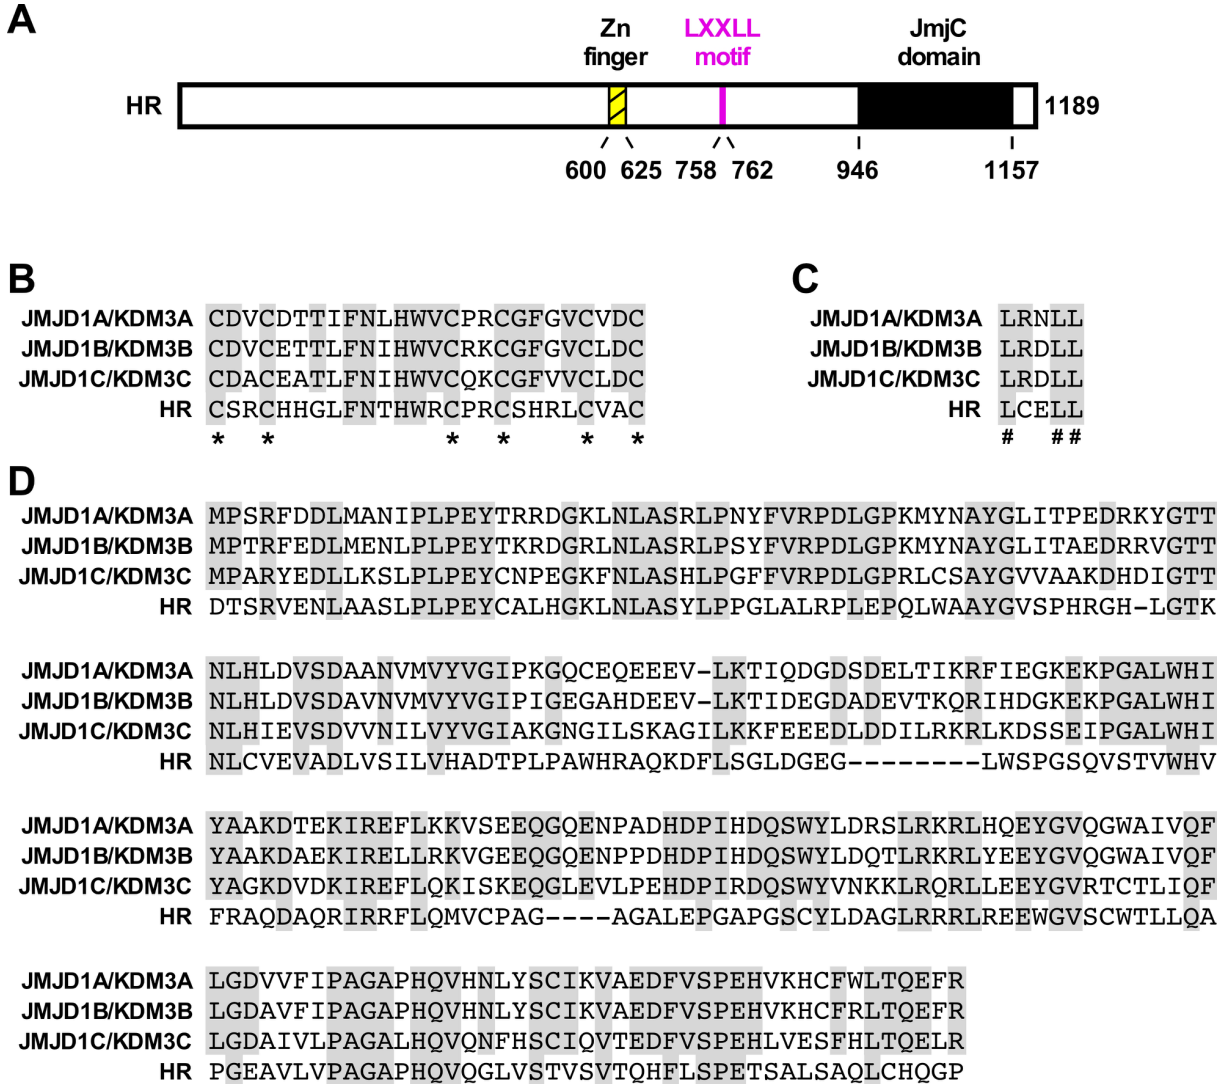 A
Zn
finger
LXXLL
motif
JmjC
domain
HR
1189
600 625 758 762 946 1157
B
JMJD1A/KDM3A CDVCDTTIFNLHWVCPRCGFGVCVDC
JMJD1B/KDM3B CDVCETTLFNIHWVCRKCGFGVCLDC
JMJD1C/KDM3C CDACEATLFNIHWVCQKCGFVVCLDC
HR CSRCHHGLFNTHWRCPRCSHRLCVAC
* * * * * *
C
JMJD1A/KDM3A LRNLL
JMJD1B/KDM3B LRDLL
JMJD1C/KDM3C LRDLL
HR LCELL
# # #
D
JMJD1A/KDM3A MPSRFDDLMANIPLPEYTRRDGKLNLASRLPNYFVRPDLGPKMYNAYGLITPEDRKYGTT
JMJD1B/KDM3B MPTRFEDLMENLPLPEYTKRDGRLNLASRLPSYFVRPDLGPKMYNAYGLITAEDRRVGTT
JMJD1C/KDM3C MPARYEDLLKSLPLPEYCNPEGKFNLASHLPGFFVRPDLGPRLCSAYGVVAAKDHDIGTT
HR DTSRVENLAASLPLPEYCALHGKLNLASYLPPGLALRPLEPQLWAAYGVSPHRGH-LGTK
JMJD1A/KDM3A NLHLDVSDAANVMVYVGIPKGQCEQEEEV-LKTIQDGDSDELTIKRFIEGKEKPGALWHI
JMJD1B/KDM3B NLHLDVSDAVNVMVYVGIPIGEGAHDEEV-LKTIDEGDADEVTKQRIHDGKEKPGALWHI
JMJD1C/KDM3C NLHIEVSDVVNILVYVGIAKGNGILSKAGILKKFEEEDLDDILRKRLKDSSEIPGALWHI
HR NLCVEVADLVSILVHADTPLPAWHRAQKDFLSGLDGEG--------LWSPGSQVSTVWHV
JMJD1A/KDM3A YAAKDTEKIREFLKKVSEEQGQENPADHDPIHDQSWYLDRSLRKRLHQEYGVQGWAIVQF
JMJD1B/KDM3B YAAKDAEKIRELLRKVGEEQGQENPPDHDPIHDQSWYLDQTLRKRLYEEYGVQGWAIVQF
JMJD1C/KDM3C YAGKDVDKIREFLQKISKEQGLEVLPEHDPIRDQSWYVNKKLRQRLLEEYGVRTCTLIQF
HR FRAQDAQRIRRFLQMVCPAG----AGALEPGAPGSCYLDAGLRRRLREEWGVSCWTLLQA
JMJD1A/KDM3A LGDVVFIPAGAPHQVHNLYSCIKVAEDFVSPEHVKHCFWLTQEFR
JMJD1B/KDM3B LGDAVFIPAGAPHQVHNLYSCIKVAEDFVSPEHVKHCFRLTQEFR
JMJD1C/KDM3C LGDAIVLPAGALHQVQNFHSCIQVTEDFVSPEHLVESFHLTQELR
HR PGEAVLVPAGAPHQVQGLVSTVSVTQHFLSPETSALSAQLCHQGP